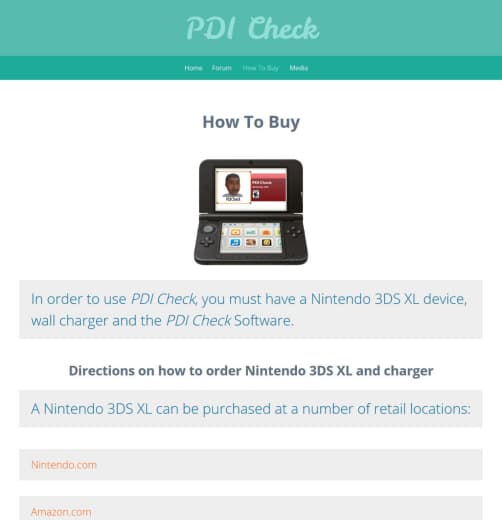 PDI Check
Home Forum How To Buy Media
How To Buy
PDI Check
In order to use PDI Check, you must have a Nintendo 3DS XL device,
wall charger and the PDI Check Software.
Directions on how to order Nintendo 3DS XL and charger
A Nintendo 3DS XL can be purchased at a number of retail locations:
Nintendo.com
Amazon.com